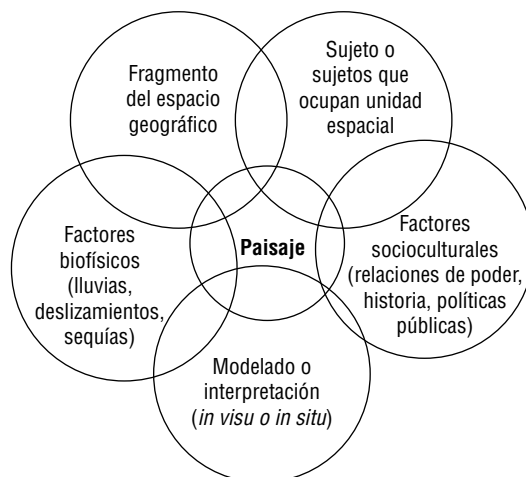 Fragmento
del espacio
geográfico
Sujeto o
sujetos que
ocupan unidad
espacial
Factores
biofísicos
(lluvias,
deslizamientos,
sequías)
Paisaje
Factores
socioculturales
(relaciones de poder,
historia, políticas
públicas)
Modelado o
interpretación
(in visu o in situ)